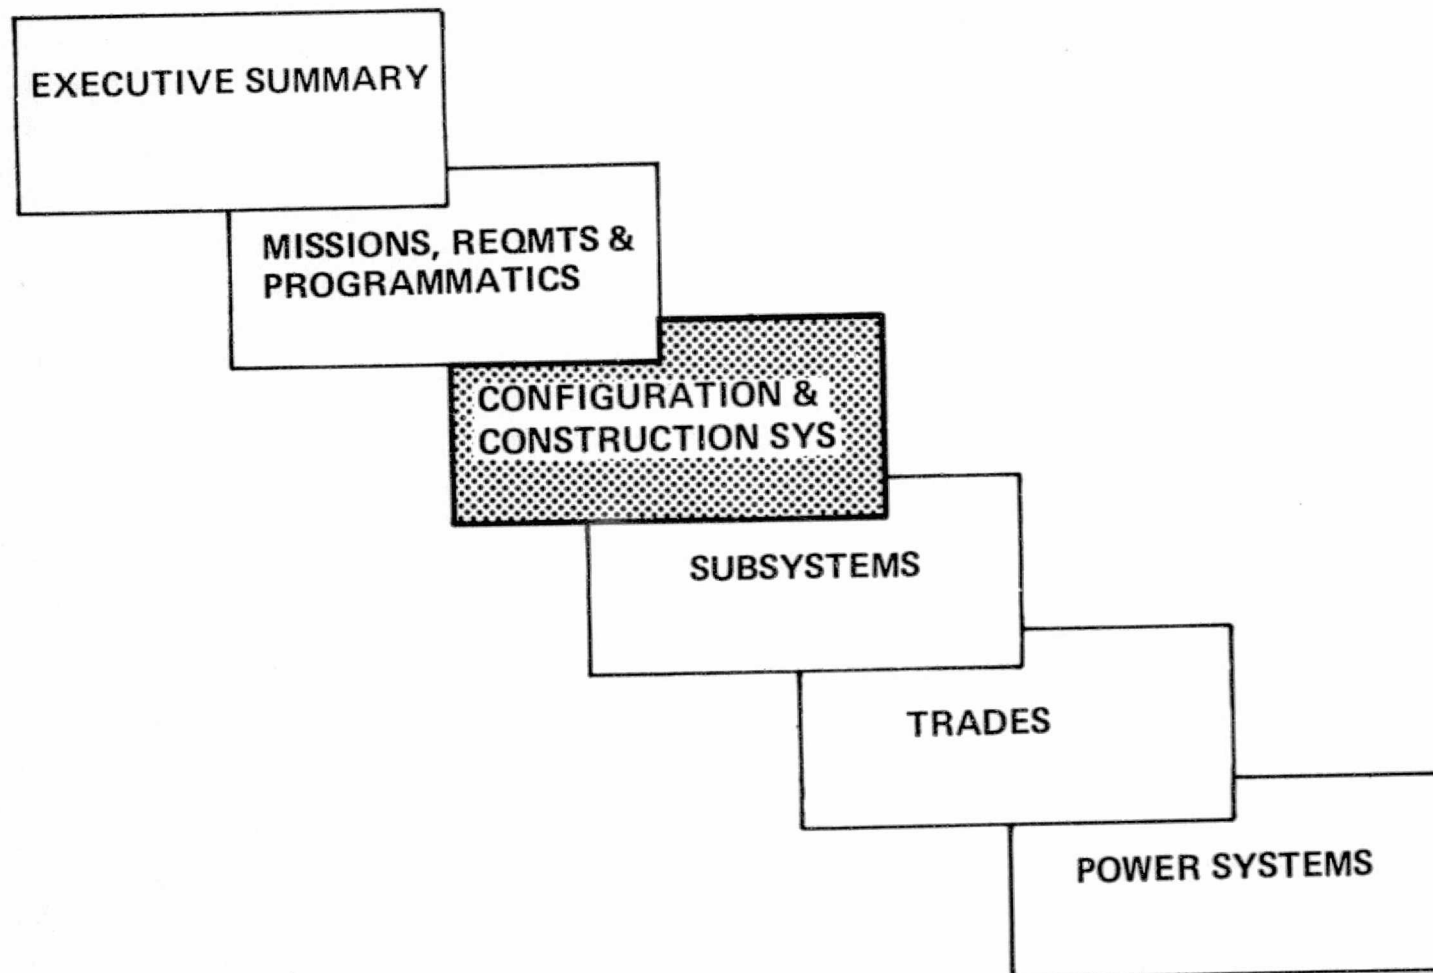 EXECUTIVE SUMMARY
MISSIONS, REQMTS &
PROGRAMMATICS
CONFIGURATION &
CONSTRUCTION SYS
SUBSYSTEMS
TRADES
POWER SYSTEMS